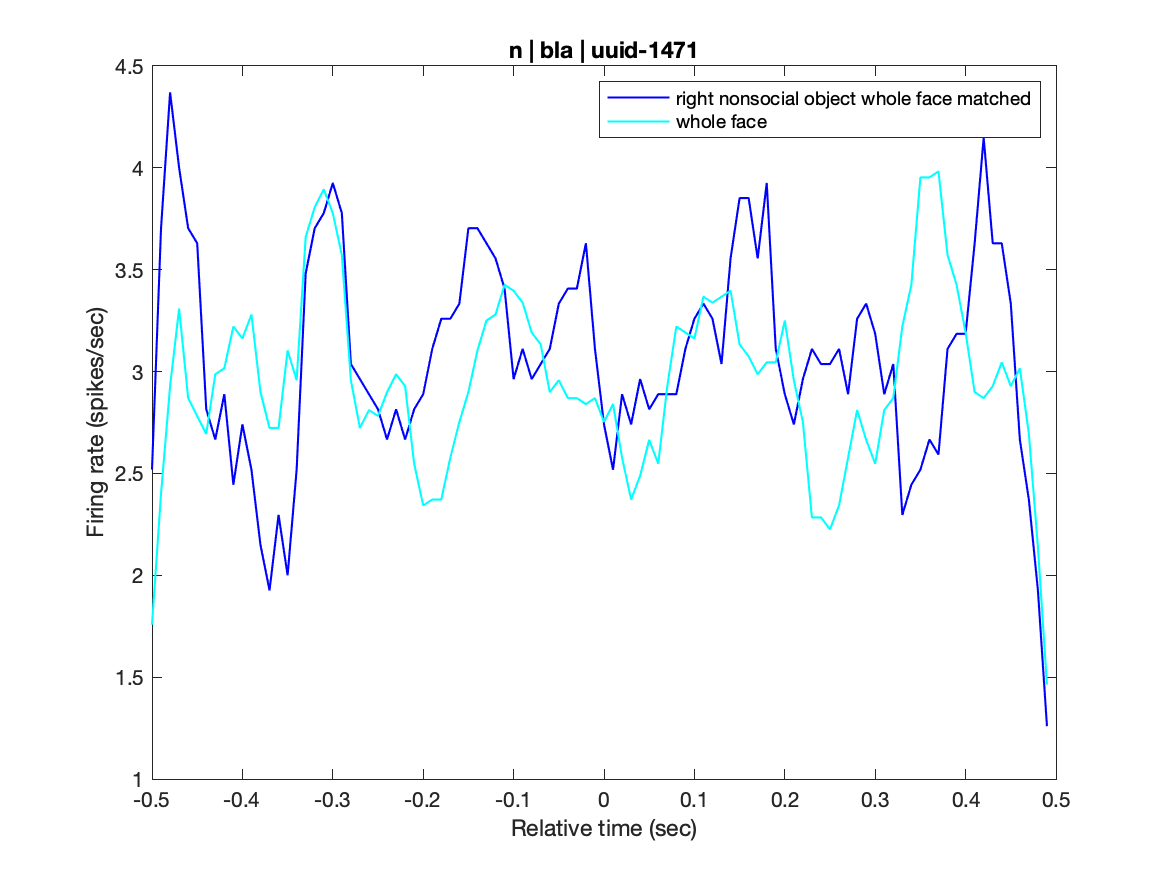 n | bla | uuid-1471
right nonsocial object whole face matched
whole face
4.5
4
3.5
3
2.5
2
1.5
1
Firing rate (spikes/sec)
-0.5 -0.4 -0.3 -0.2 -0.1 0 0.1 0.2 0.3 0.4 0.5
Relative time (sec)